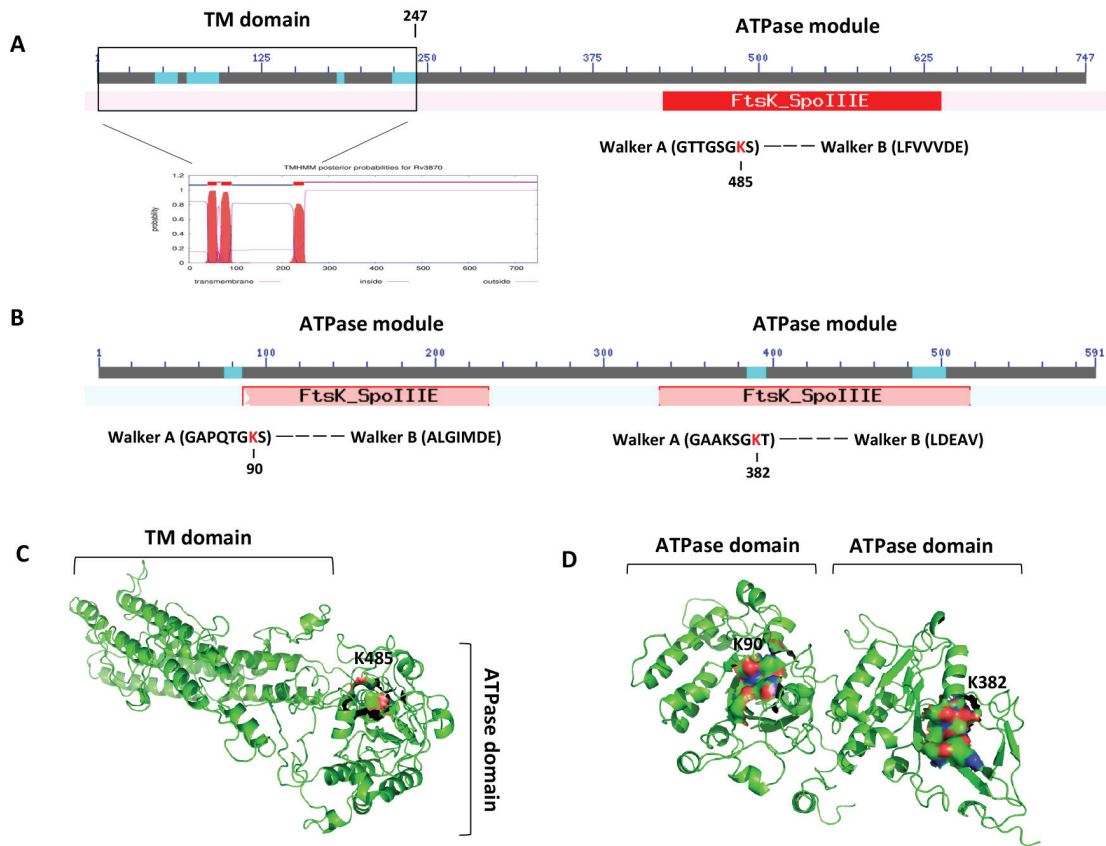 A
TM domain
247
ATPase module
1 125 250 375 500 625 747
FtsK_SpoIIIE
Walker A (GTTGSGKS) ——— Walker B (LFVVVDE)
485
TMHMM posterior probabilities for Rv3870
probability
1.2
1
0.8
0.6
0.4
0.2
0
0 100 200 300 400 500 600 700
transmembrane inside outside
B
ATPase module ATPase module
1 100 200 300 400 500 591
FtsK_SpoIIIE FtsK_SpoIIIE
Walker A (GAPQTGKS) ———— Walker B (ALGIMDE)
90
Walker A (GAAKSGKT) ———— Walker B (LDEAV)
382
C
TM domain
K485
ATPase domain
D
ATPase domain ATPase domain
K90
K382